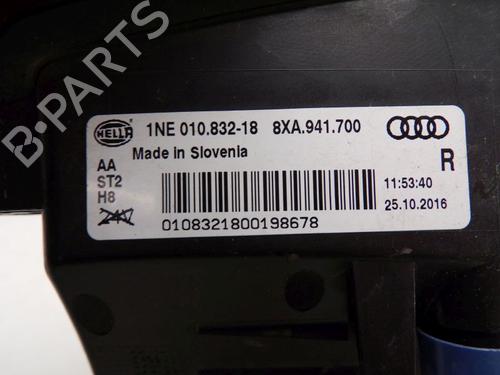 HELLA
1NE 010.832-18 8XA.941.700
Made in Slovenia
AA
ST2
H8
R
11:53:40
25.10.2016
0108321800198678
B-Parts